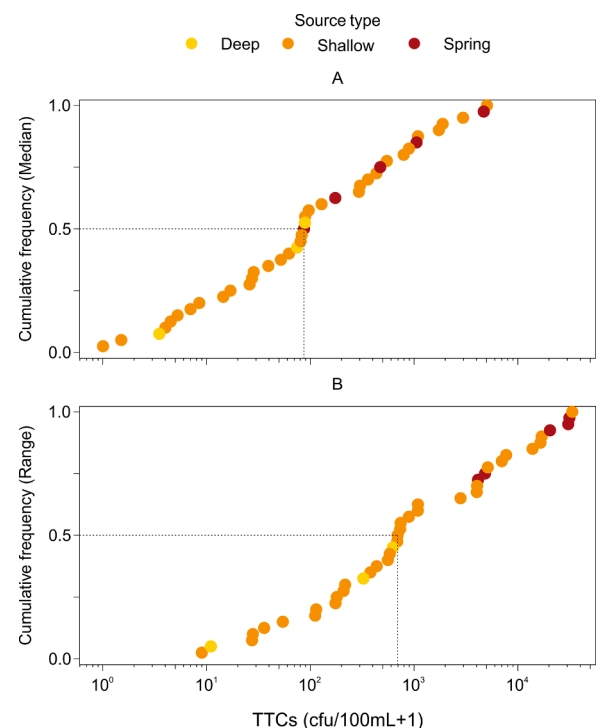 Source type
Deep Shallow Spring
A
Cumulative frequency (Median)
1.0
0.5
0.0
B
Cumulative frequency (Range)
1.0
0.5
0.0
10⁰ 10¹ 10² 10³ 10⁴
TTCs (cfu/100mL+1)